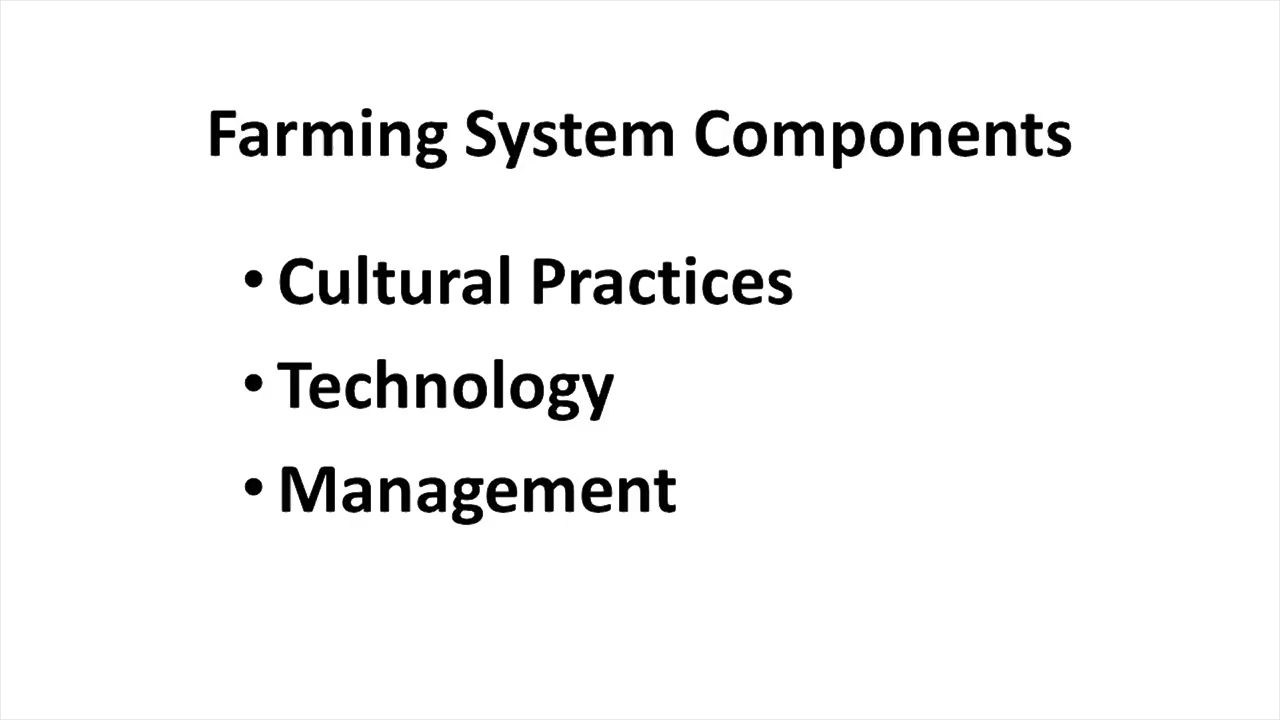 Farming System Components
• Cultural Practices
• Technology
• Management